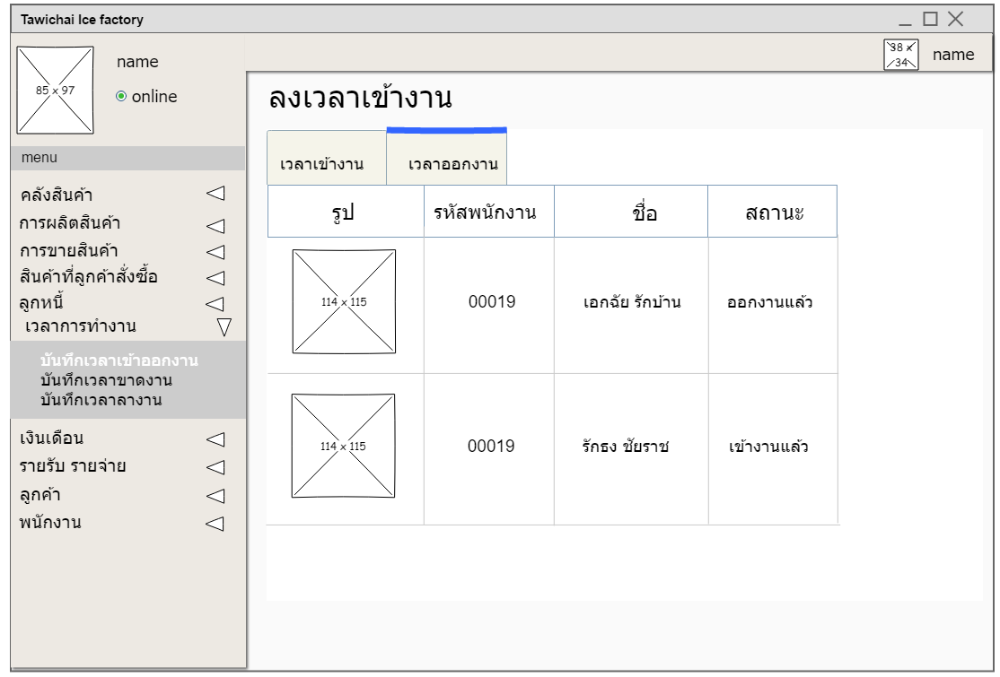 Tawichai Ice factory
38 x 34
name
85 x 97
name
online
menu
คลังสินค้า
การผลิตสินค้า
การขายสินค้า
สินค้าที่ลูกค้าสั่งซื้อ
ลูกหนี้
เวลาการทำงาน
บันทึกเวลาเข้าออกงาน
บันทึกเวลาขาดงาน
บันทึกเวลาลางาน
เงินเดือน
รายรับ รายจ่าย
ลูกค้า
พนักงาน
ลงเวลาเข้างาน
เวลาเข้างาน เวลาออกงาน
รูป รหัสพนักงาน ชื่อ สถานะ
114 x 115 00019 เอกฉัย รักบ้าน ออกงานแล้ว
114 x 115 00019 รักธง ชัยราช เข้างานแล้ว